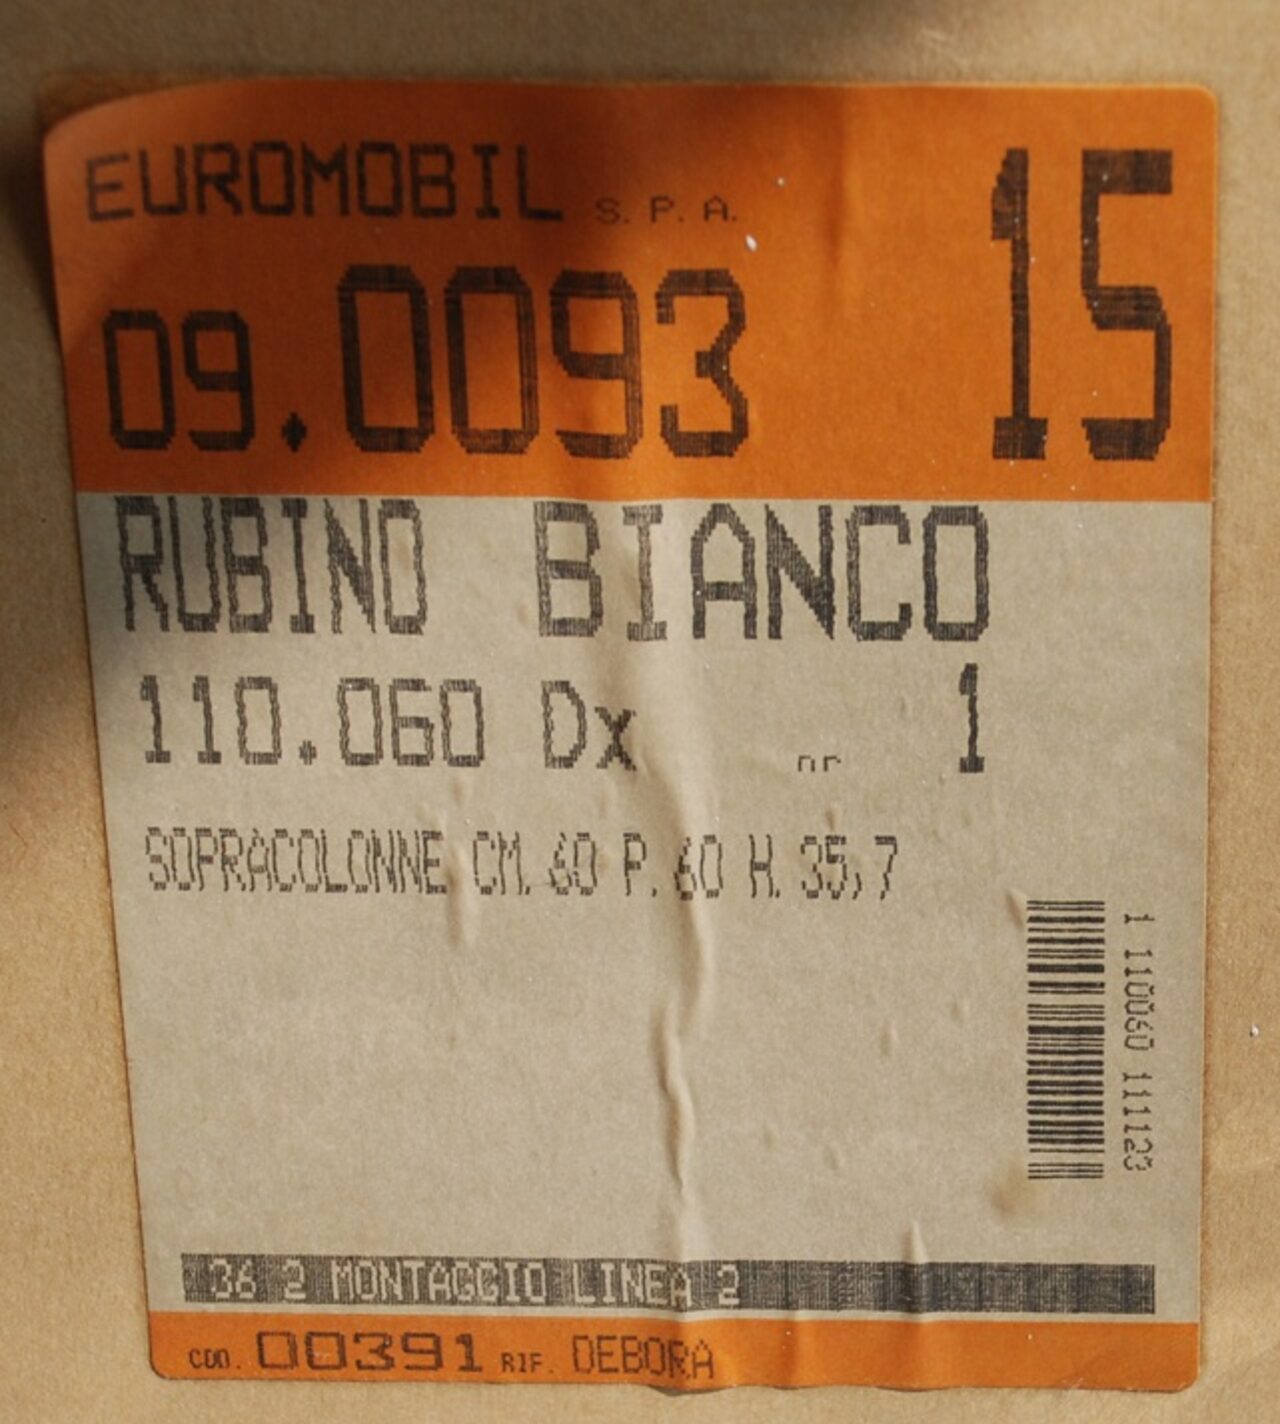 EUROMOBIL S.P.A.
15
09.0093
RUBINO BIANCO
110.060 Dx nr 1
SOPRACOLONNE CM. 60 P. 60 H. 35,7
1 110060 111123
36 2 MONTAGGIO LINEA 2
COD. 00391 RIF. DEBORA